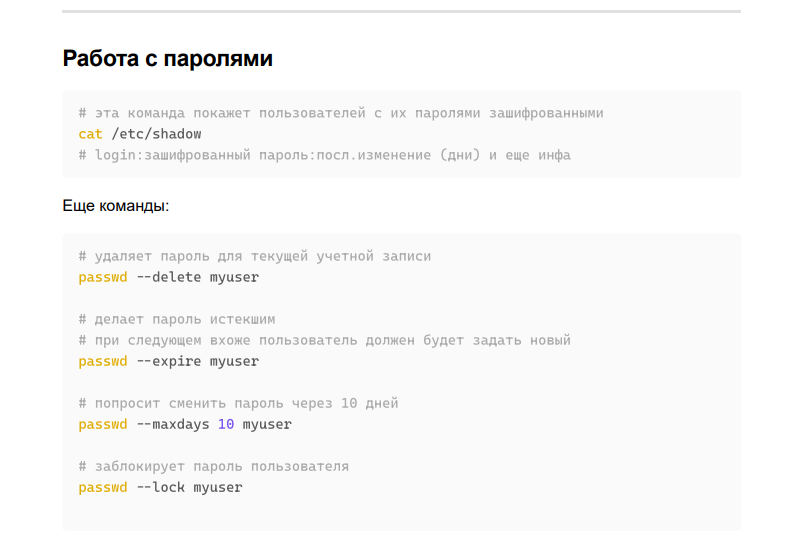 Работа с паролями
# эта команда покажет пользователей с их паролями зашифрованными
cat /etc/shadow
# login:зашифрованный пароль:посл.изменение (дни) и еще инфа
Еще команды:
# удаляет пароль для текущей учетной записи
passwd --delete myuser
# делает пароль истекшим
# при следующем вхоже пользователь должен будет задать новый
passwd --expire myuser
# попросит сменить пароль через 10 дней
passwd --maxdays 10 myuser
# заблокирует пароль пользователя
passwd --lock myuser